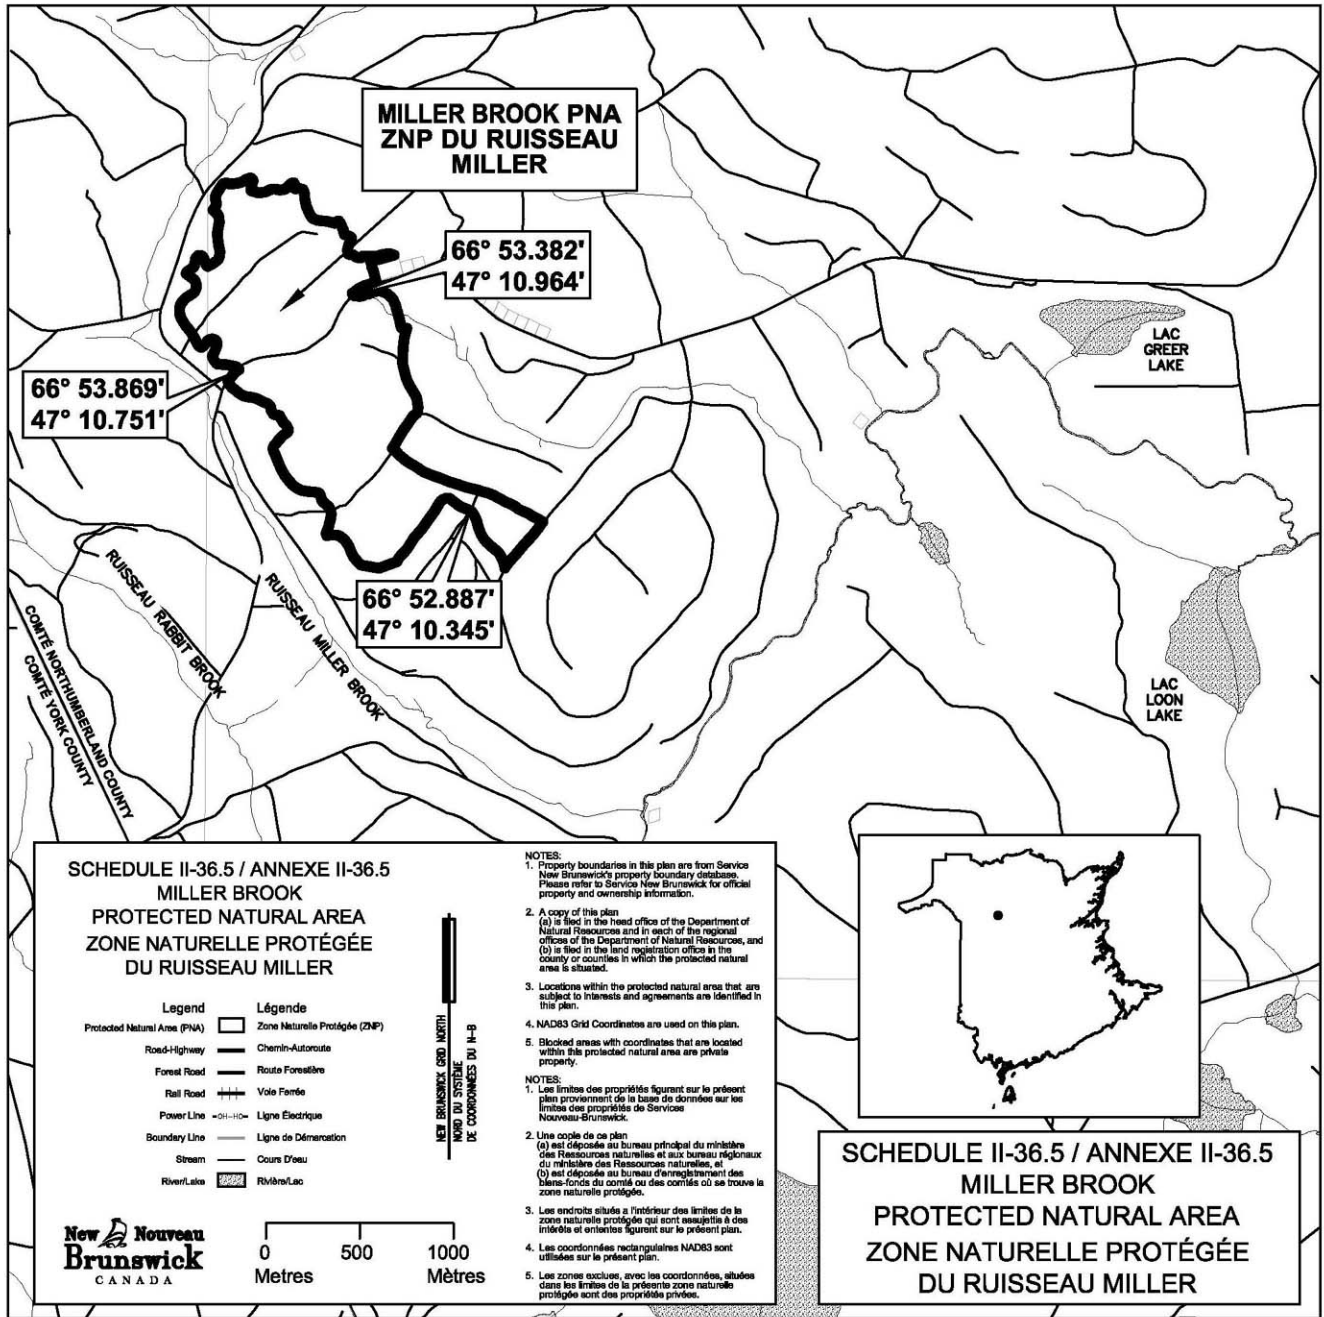 MILLER BROOK PNA
ZNP DU RUISSEAU
MILLER
66° 53.382'
47° 10.964'
66° 53.869'
47° 10.751'
66° 52.887'
47° 10.345'
LAC
GREER
LAKE
LAC
LOON
LAKE
RUISSEAU RABBIT BROOK
RUISSEAU MILLER BROOK
COMTÉ NORTHUMBERLAND COUNTY
COMTÉ YORK COUNTY
SCHEDULE II-36.5 / ANNEXE II-36.5
MILLER BROOK
PROTECTED NATURAL AREA
ZONE NATURELLE PROTÉGÉE
DU RUISSEAU MILLER
Legend Légende
Protected Natural Area (PNA) Zone Naturelle Protégée (ZNP)
Road-Highway Chemin-Autoroute
Forest Road Route Forestière
Rail Road Voie Ferrée
Power Line -OH-HO- Ligne Électrique
Boundary Line Ligne de Démarcation
Stream Cours D'eau
River/Lake Rivière/Lac
NEW BRUNSWICK GRID NORTH
NORD DU SYSTÈME
DE COORDONNÉES DU N-B
New Nouveau
Brunswick
CANADA
0 500 1000
Metres Mètres
NOTES:
1. Property boundaries in this plan are from Service
New Brunswick's property boundary database.
Please refer to Service New Brunswick for official
property and ownership information.
2. A copy of this plan
(a) is filed in the head office of the Department of
Natural Resources and in each of the regional
offices of the Department of Natural Resources, and
(b) is filed in the land registration office in the
county or counties in which the protected natural
area is situated.
3. Locations within the protected natural area that are
subject to interests and agreements are identified in
this plan.
4. NAD83 Grid Coordinates are used on this plan.
5. Blocked areas with coordinates that are located
within this protected natural area are private
property.
NOTES:
1. Les limites des propriétés figurant sur le présent
plan proviennent de la base de données sur les
limites des propriétés de Services
Nouveau-Brunswick.
2. Une copie de ce plan
(a) est déposée au bureau principal du ministère
des Ressources naturelles et aux bureau régionaux
du ministère des Ressources naturelles, et
(b) est déposée au bureau d'enregistrement des
biens-fonds du comté ou des comtés où se trouve la
zone naturelle protégée.
3. Les endroits situés a l'intérieur des limites de la
zone naturelle protégée qui sont assujettis à des
intérêts et ententes figurent sur le présent plan.
4. Les coordonnées rectangulaires NAD83 sont
utilisées sur le présent plan.
5. Les zones exclues, avec les coordonnées, situées
dans les limites de la présente zone naturelle
protégée sont des propriétés privées.
SCHEDULE II-36.5 / ANNEXE II-36.5
MILLER BROOK
PROTECTED NATURAL AREA
ZONE NATURELLE PROTÉGÉE
DU RUISSEAU MILLER